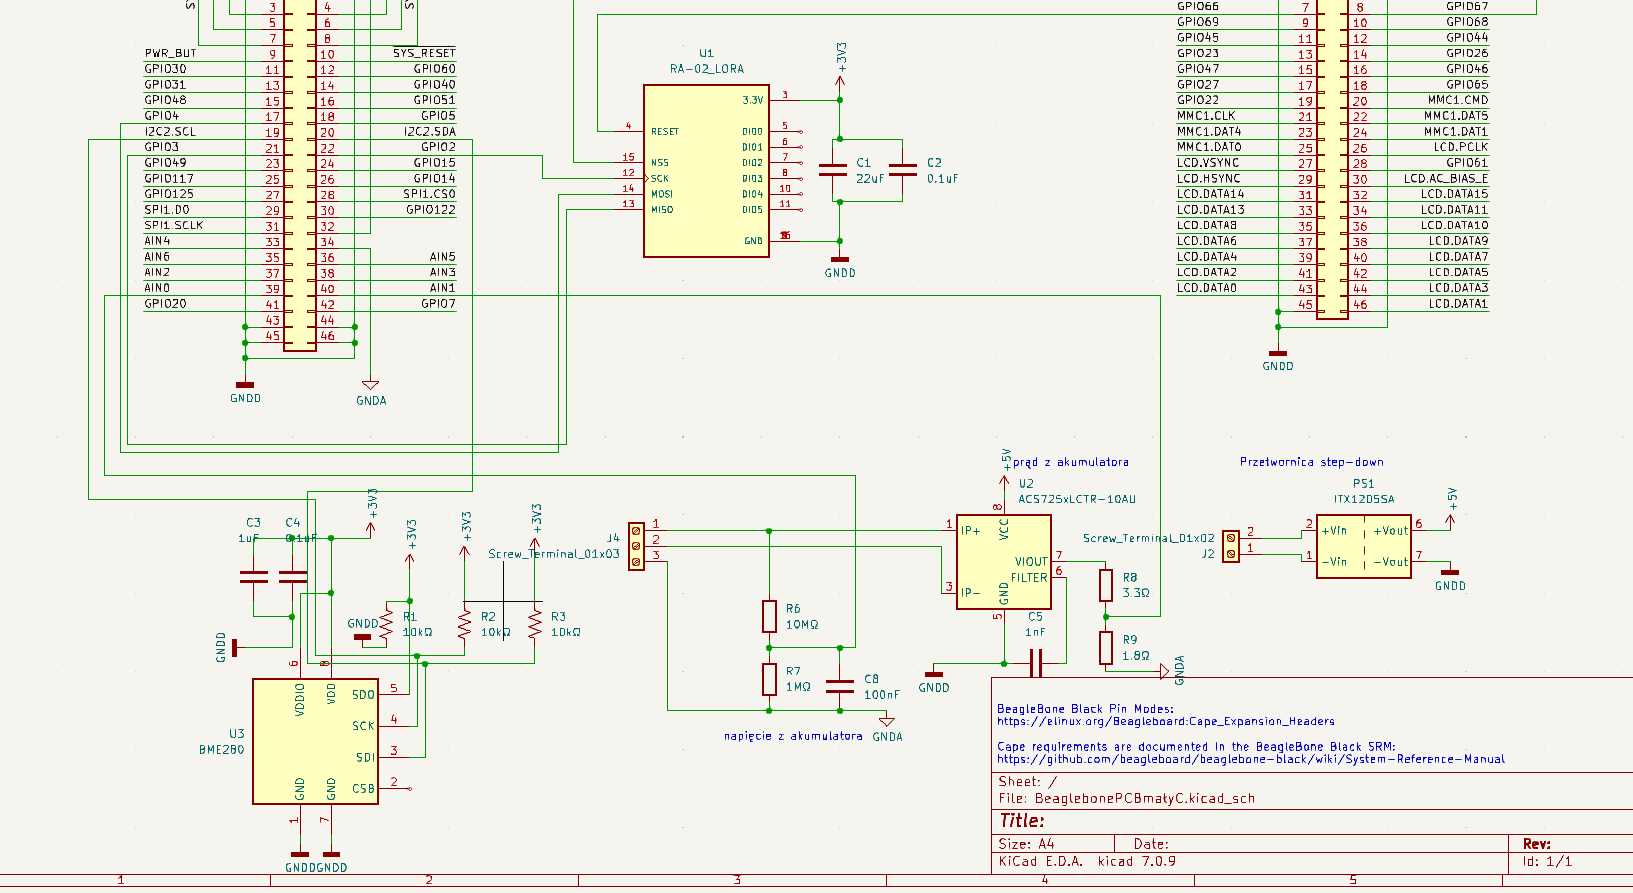 SY
S
3 4
5 6
7 8
PWR_BUT 9 10 SYS_RESET
GPIO30 11 12 GPIO60
GPIO31 13 14 GPIO40
GPIO48 15 16 GPIO51
GPIO4 17 18 GPIO5
I2C2.SCL 19 20 I2C2.SDA
GPIO3 21 22 GPIO2
GPIO49 23 24 GPIO15
GPIO117 25 26 GPIO14
GPIO125 27 28 SPI1.CS0
SPI1.D0 29 30 GPIO122
SPI1.SCLK 31 32
AIN4 33 34
AIN6 35 36 AIN5
AIN2 37 38 AIN3
AIN0 39 40 AIN1
GPIO20 41 42 GPIO7
43 44
45 46
GNDD
GNDA
U1
RA-02_LORA
+3V3
3.3V 3
4 RESET DIO0 5
DIO1 6
15 NSS DIO2 7
12 SCK DIO3 8
14 MOSI DIO4 10
13 MISO DIO5 11
GND
C1
22uF
C2
0.1uF
GNDD
GPIO66 7 8 GPIO67
GPIO69 9 10 GPIO68
GPIO45 11 12 GPIO44
GPIO23 13 14 GPIO26
GPIO47 15 16 GPIO46
GPIO27 17 18 GPIO65
GPIO22 19 20 MMC1.CMD
MMC1.CLK 21 22 MMC1.DAT5
MMC1.DAT4 23 24 MMC1.DAT1
MMC1.DAT0 25 26 LCD.PCLK
LCD.VSYNC 27 28 GPIO61
LCD.HSYNC 29 30 LCD.AC_BIAS_E
LCD.DATA14 31 32 LCD.DATA15
LCD.DATA13 33 34 LCD.DATA11
LCD.DATA8 35 36 LCD.DATA10
LCD.DATA6 37 38 LCD.DATA9
LCD.DATA4 39 40 LCD.DATA7
LCD.DATA2 41 42 LCD.DATA5
LCD.DATA0 43 44 LCD.DATA3
45 46 LCD.DATA1
GNDD
C3
1uF
C4
0.1uF
+3V3
+3V3
+3V3
+3V3
GNDD
GNDD
R1
10kΩ
R2
10kΩ
R3
10kΩ
U3
BME280
6 8
VDDIO VDD
SDO 5
SCK 4
SDI 3
CSB 2
GND GND
1 7
GNDD GNDD
J4
Screw_Terminal_01x03
1
2
3
R6
10MΩ
R7
1MΩ
C8
100nF
napięcie z akumulatora
GNDA
+5V
prąd z akumulatora
U2
ACS725xLCTR-10AU
8
VCC
1 IP+
3 IP-
VIOUT 7
FILTER 6
GND
5
C5
1nF
GNDD
R8
3.3Ω
R9
1.8Ω
GNDA
Przetwornica step-down
PS1
ITX1205SA
Screw_Terminal_01x02
J2
2
1
2 +Vin +Vout 6
1 -Vin -Vout 7
+5V
GNDD
BeagleBone Black Pin Modes:
https://elinux.org/Beagleboard:Cape_Expansion_Headers
Cape requirements are documented in the BeagleBone Black SRM:
https://github.com/beagleboard/beaglebone-black/wiki/System-Reference-Manual
Sheet: /
File: BeaglebonePCBmałyC.kicad_sch
Title:
Size: A4 Date: Rev:
KiCad E.D.A. kicad 7.0.9 Id: 1/1
1 2 3 4 5